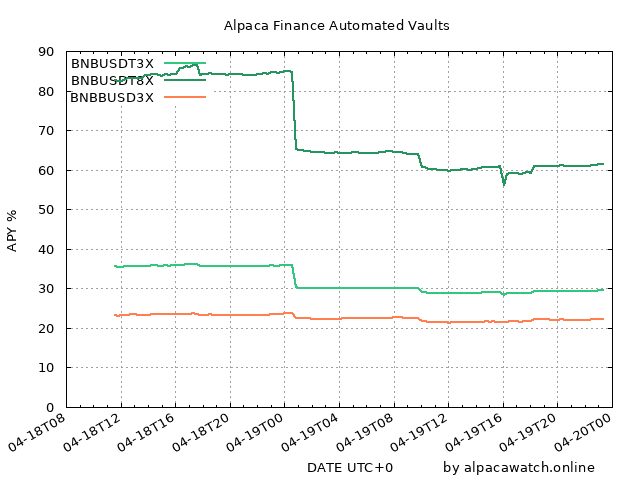 Alpaca Finance Automated Vaults
90
80
70
60
50
40
30
20
10
0
APY %
BNBUSDT3X
BNBUSDT8X
BNBBUSD3X
04-18T08
04-18T12
04-18T16
04-18T20
04-19T00
04-19T04
04-19T08
04-19T12
04-19T16
04-19T20
04-20T00
DATE UTC+0
by alpacawatch.online